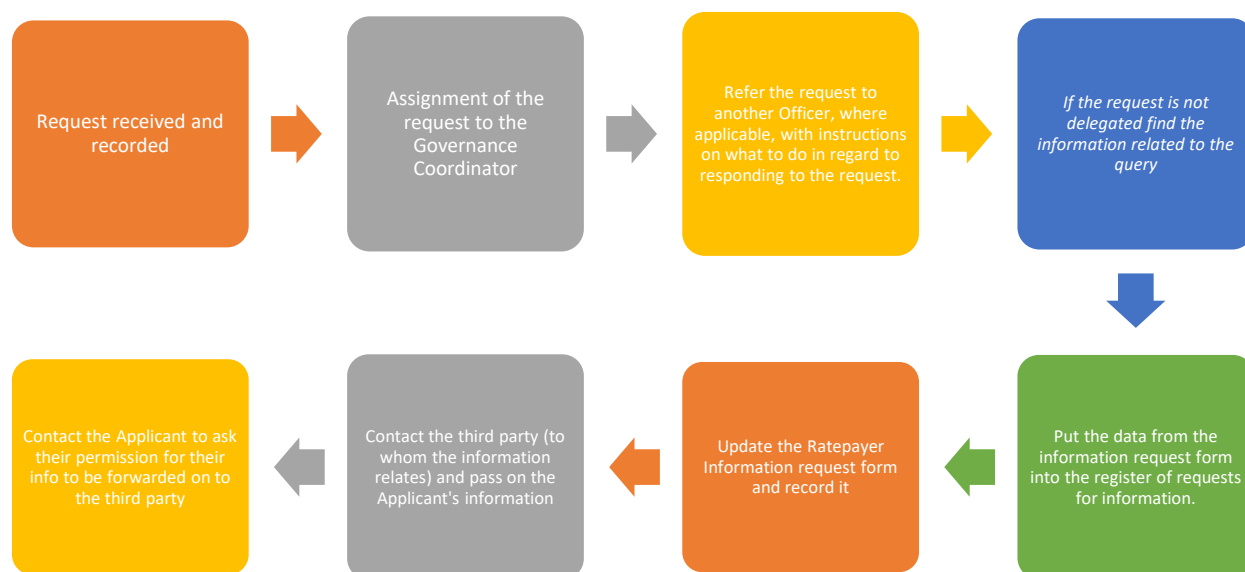 Request received and
recorded
Assignment of the
request to the
Governance
Coordinator
Refer the request to
another Officer, where
applicable, with instructions
on what to do in regard to
responding to the request.
If the request is not
delegated find the
information related to the
query
Put the data from the
information request form
into the register of requests
for information.
Update the Ratepayer
Information request form
and record it
Contact the third party (to
whom the information
relates) and pass on the
Applicant's information
Contact the Applicant to ask
their permission for their
info to be forwarded on to
the third party